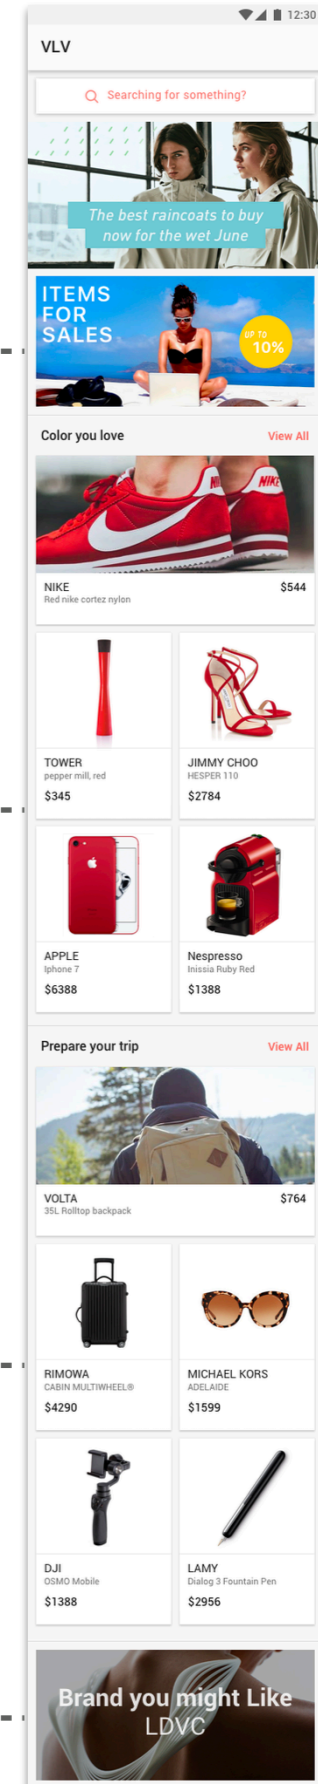 12:30
VLV
Searching for something?
The best raincoats to buy
now for the wet June
ITEMS
FOR
SALES
UP TO
10%
Color you love
View All
NIKE
NIKE
NIKE
$544
Red nike cortez nylon
TOWER
pepper mill, red
$345
JIMMY CHOO
HESPER 110
$2784
APPLE
Iphone 7
$6388
Nespresso
Inissia Ruby Red
$1388
Prepare your trip
View All
VOLTA
$764
35L Rolltop backpack
RIMOWA
CABIN MULTIWHEEL®
$4290
MICHAEL KORS
ADELAIDE
$1599
DJI
OSMO Mobile
$1388
LAMY
Dialog 3 Fountain Pen
$2956
Brand you might Like
LDVC